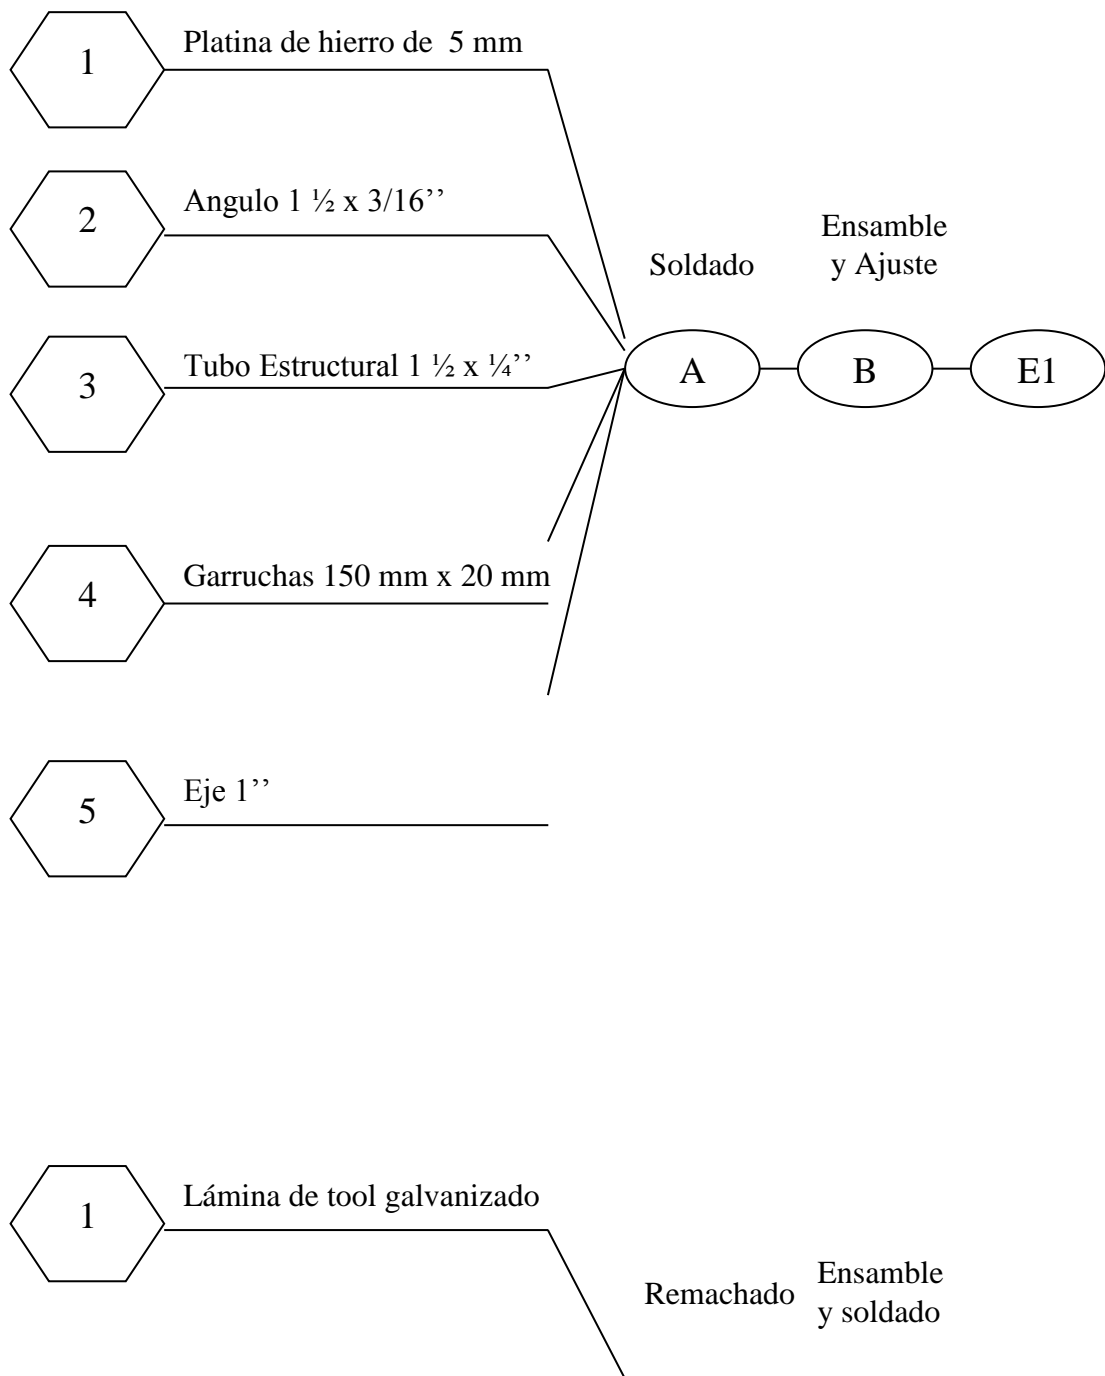 1
Platina de hierro de  5 mm
2
Angulo 1 ½ x 3/16’’
3
Tubo Estructural 1 ½ x ¼’’
4
Garruchas 150 mm x 20 mm
5
Eje 1’’
Soldado
Ensamble
y Ajuste
A
B
E1
1
Lámina de tool galvanizado
Remachado
Ensamble
y soldado